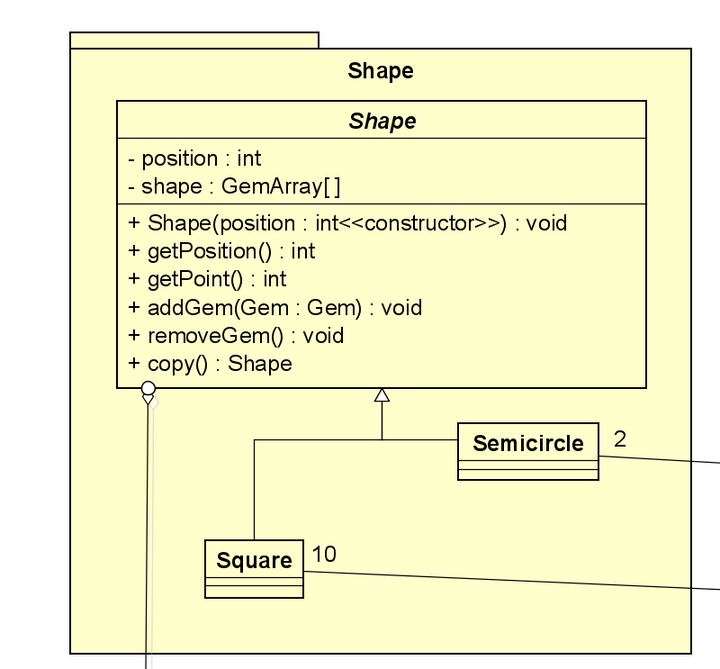 Shape
Shape
- position : int
- shape : GemArray[ ]
+ Shape(position : int<<constructor>>) : void
+ getPosition() : int
+ getPoint() : int
+ addGem(Gem : Gem) : void
+ removeGem() : void
+ copy() : Shape
Semicircle 2
Square 10